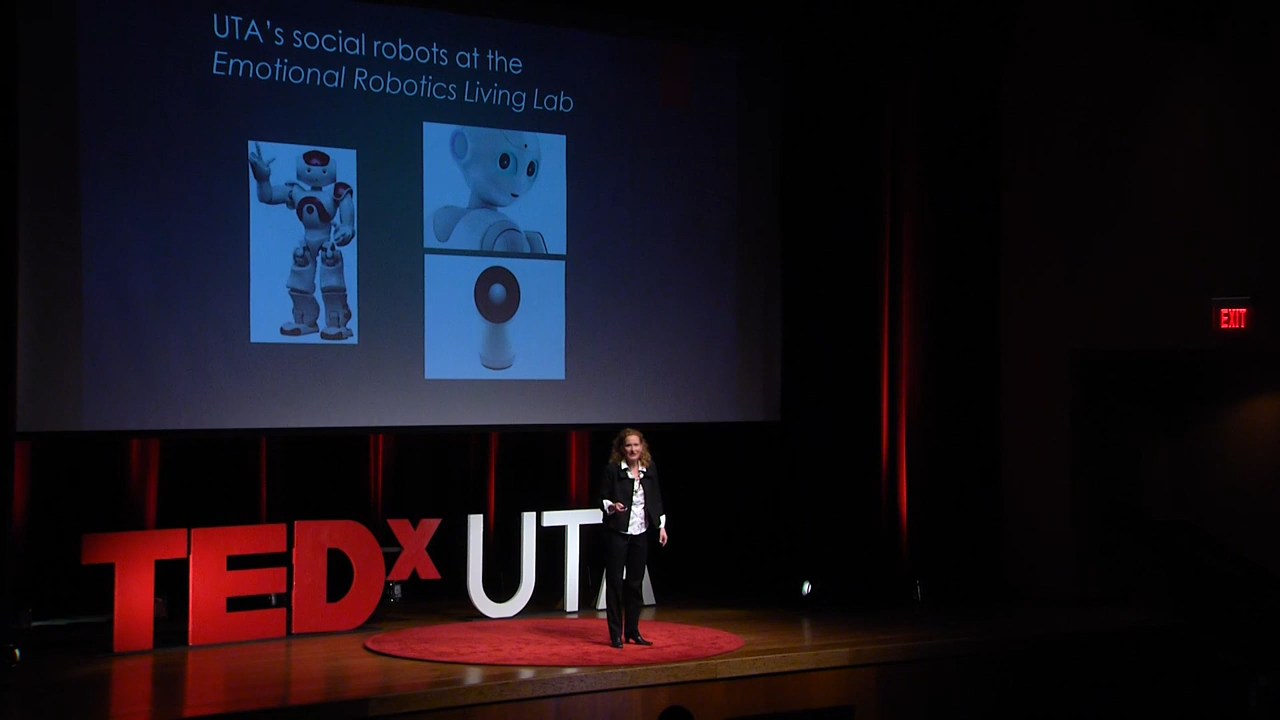 UTA's social robots at the
Emotional Robotics Living Lab
EXIT
TEDx UTA